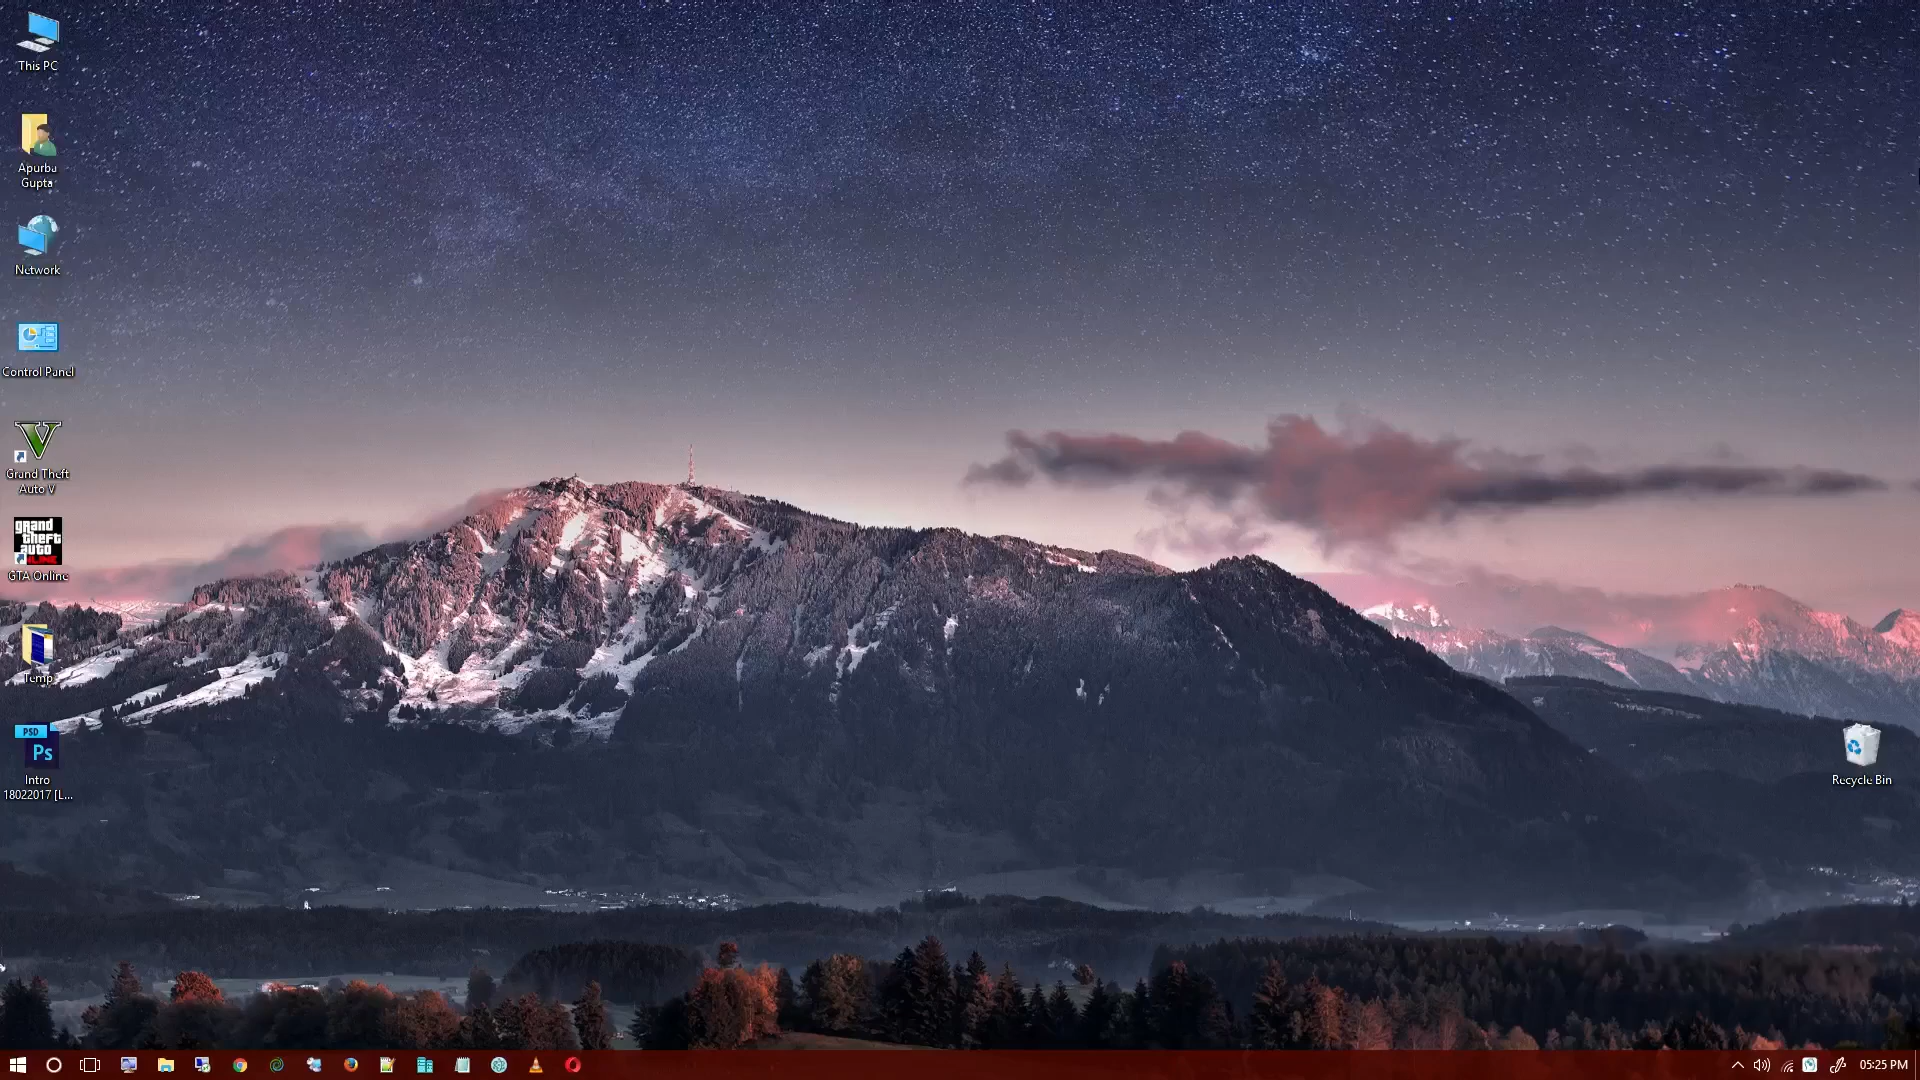 This PC
Apurba
Gupta
Network
Control Panel
Grand Theft
Auto V
grand
theft
auto
ONLINE
GTA Online
Temp
PSD
Ps
Intro
18022017 [L...
Recycle Bin
05:25 PM